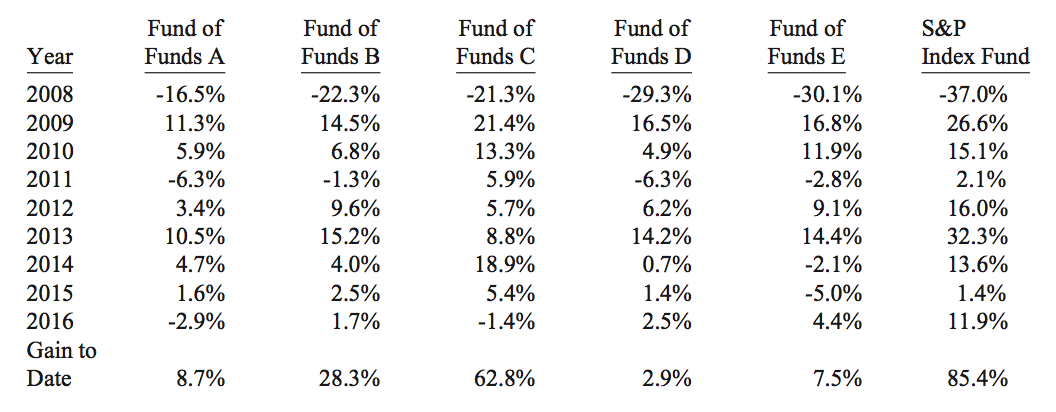 Fund of Fund of Fund of Fund of Fund of S&P
Year Funds A Funds B Funds C Funds D Funds E Index Fund
2008 -16.5% -22.3% -21.3% -29.3% -30.1% -37.0%
2009 11.3% 14.5% 21.4% 16.5% 16.8% 26.6%
2010 5.9% 6.8% 13.3% 4.9% 11.9% 15.1%
2011 -6.3% -1.3% 5.9% -6.3% -2.8% 2.1%
2012 3.4% 9.6% 5.7% 6.2% 9.1% 16.0%
2013 10.5% 15.2% 8.8% 14.2% 14.4% 32.3%
2014 4.7% 4.0% 18.9% 0.7% -2.1% 13.6%
2015 1.6% 2.5% 5.4% 1.4% -5.0% 1.4%
2016 -2.9% 1.7% -1.4% 2.5% 4.4% 11.9%
Gain to
Date 8.7% 28.3% 62.8% 2.9% 7.5% 85.4%